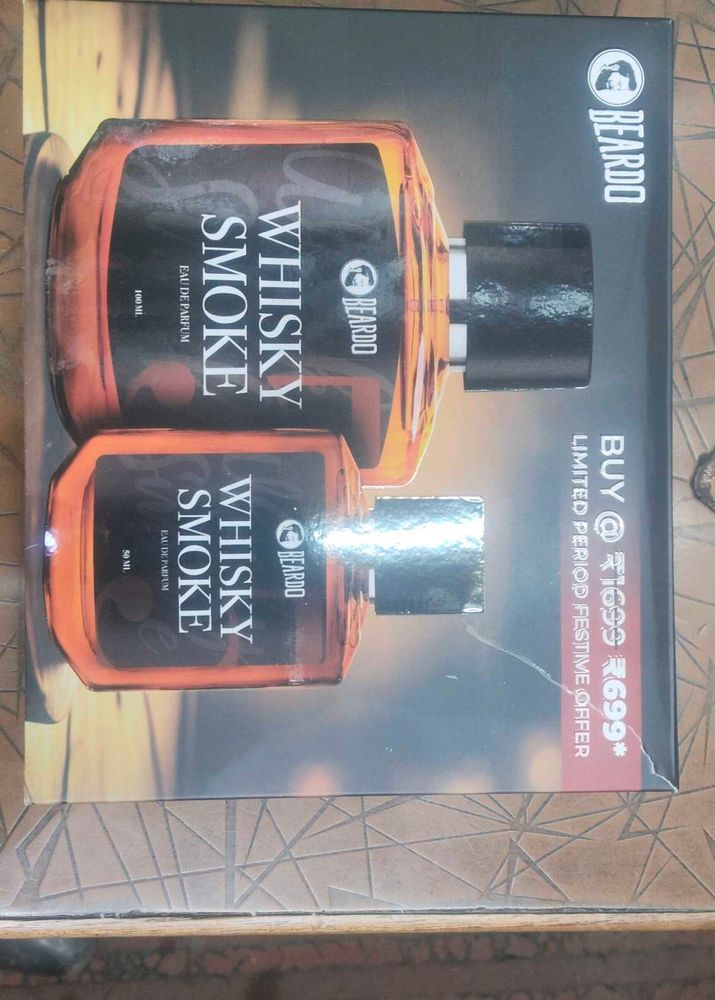 BEARDO
BUY @ ₹1699 ₹699*
LIMITED PERIOD FESTIVE OFFER
BEARDO
WHISKY
SMOKE
EAU DE PARFUM
100 ML
BEARDO
WHISKY
SMOKE
EAU DE PARFUM
50 ML